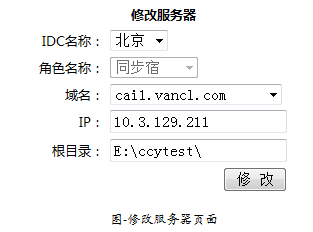 修改服务器
IDC名称： 北京
角色名称： 同步宿
域名： cai1.vancl.com
IP： 10.3.129.211
根目录： E:\ccytest\
修 改
图-修改服务器页面